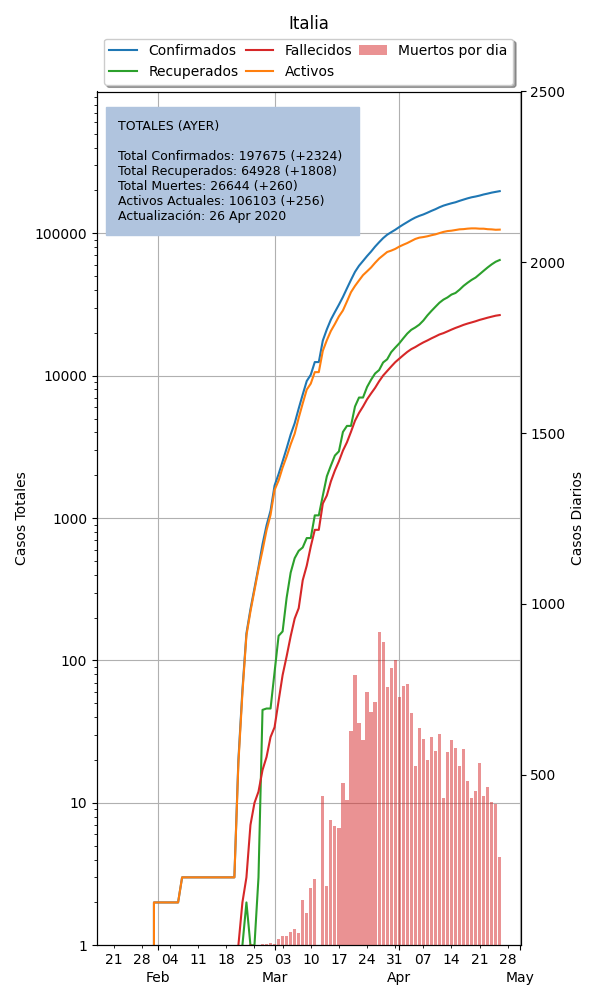 Italia
Confirmados
Recuperados
Fallecidos
Activos
Muertos por dia
TOTALES (AYER)
Total Confirmados: 197675 (+2324)
Total Recuperados: 64928 (+1808)
Total Muertes: 26644 (+260)
Activos Actuales: 106103 (+256)
Actualización: 26 Apr 2020
Casos Totales
100000
10000
1000
100
10
1
2500
2000
1500
1000
500
Casos Diarios
21 28 04 11 18 25 03 10 17 24 31 07 14 21 28
Feb Mar Apr May